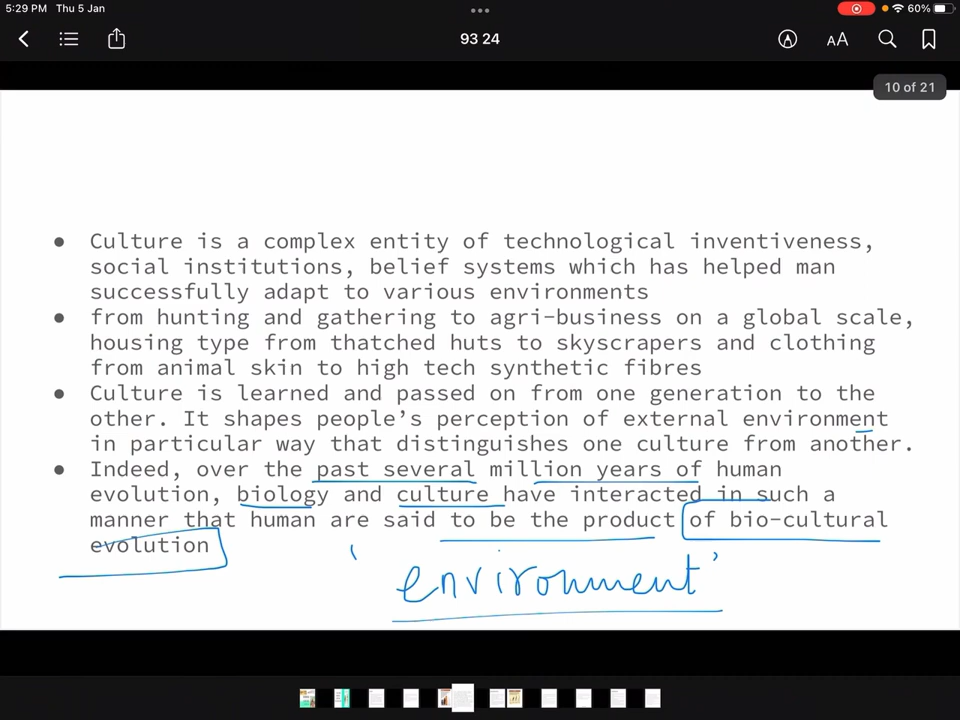 5:29 PM Thu 5 Jan
60%
93 24
AA
10 of 21
● Culture is a complex entity of technological inventiveness,
social institutions, belief systems which has helped man
successfully adapt to various environments
● from hunting and gathering to agri-business on a global scale,
housing type from thatched huts to skyscrapers and clothing
from animal skin to high tech synthetic fibres
● Culture is learned and passed on from one generation to the
other. It shapes people's perception of external environment
in particular way that distinguishes one culture from another.
● Indeed, over the past several million years of human
evolution, biology and culture have interacted in such a
manner that human are said to be the product of bio-cultural
evolution
'environment'